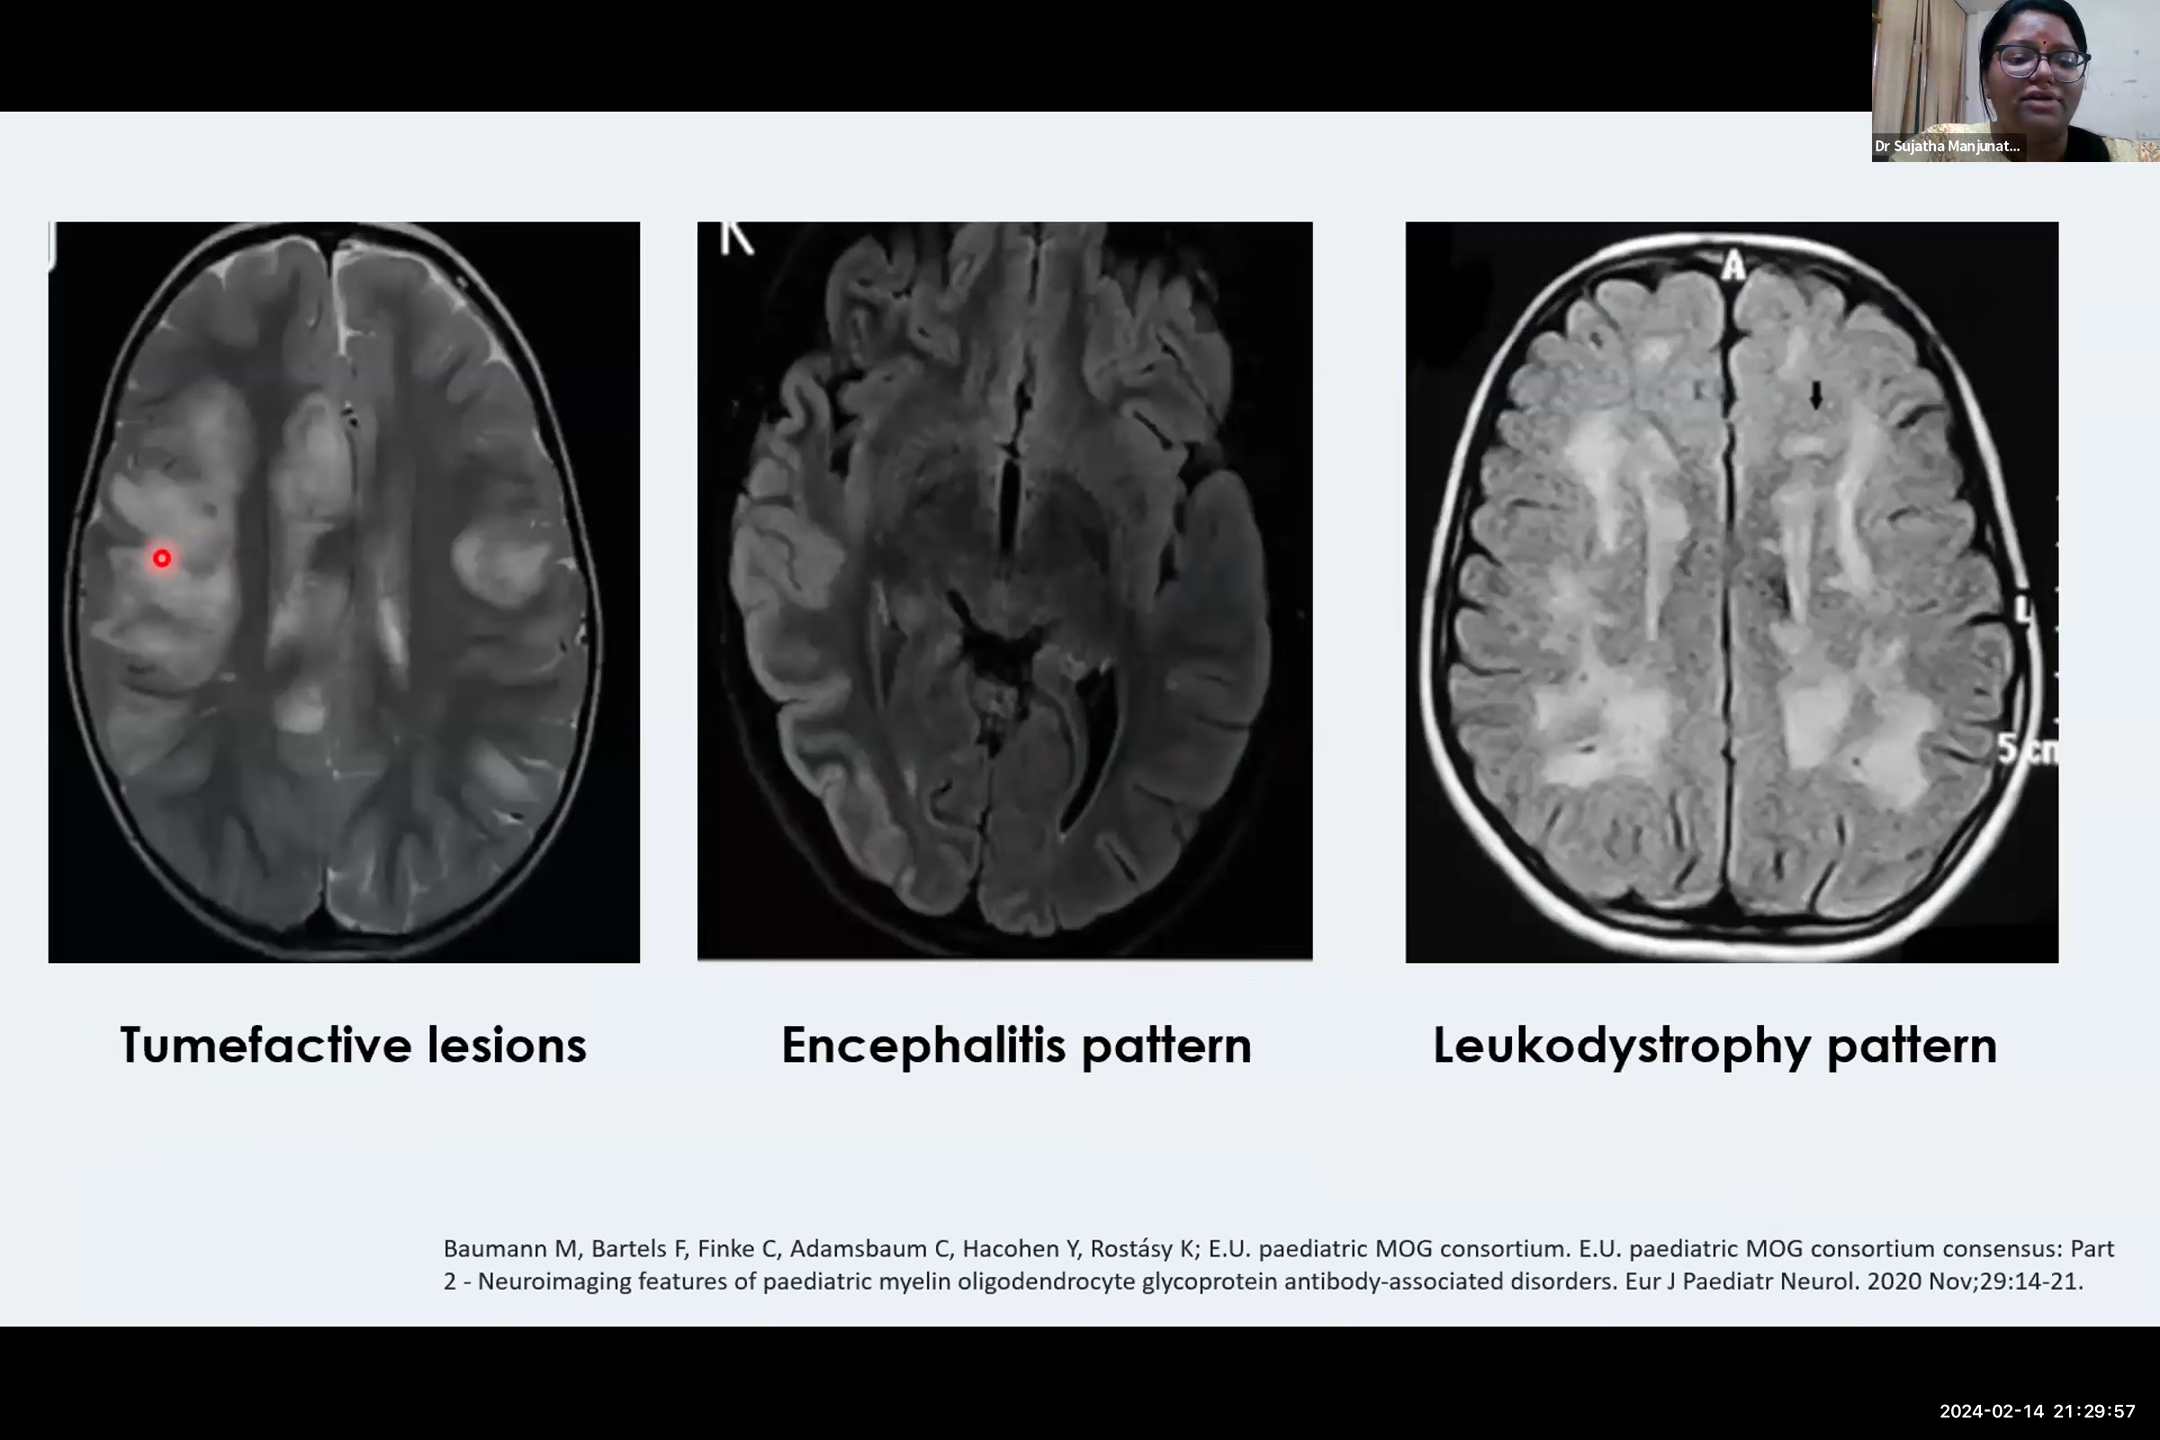 Dr Sujatha Manjunat...
K
A
L
5 cm
Tumefactive lesions
Encephalitis pattern
Leukodystrophy pattern
Baumann M, Bartels F, Finke C, Adamsbaum C, Hacohen Y, Rostásy K; E.U. paediatric MOG consortium. E.U. paediatric MOG consortium consensus: Part
2 - Neuroimaging features of paediatric myelin oligodendrocyte glycoprotein antibody-associated disorders. Eur J Paediatr Neurol. 2020 Nov;29:14-21.
2024-02-14 21:29:57